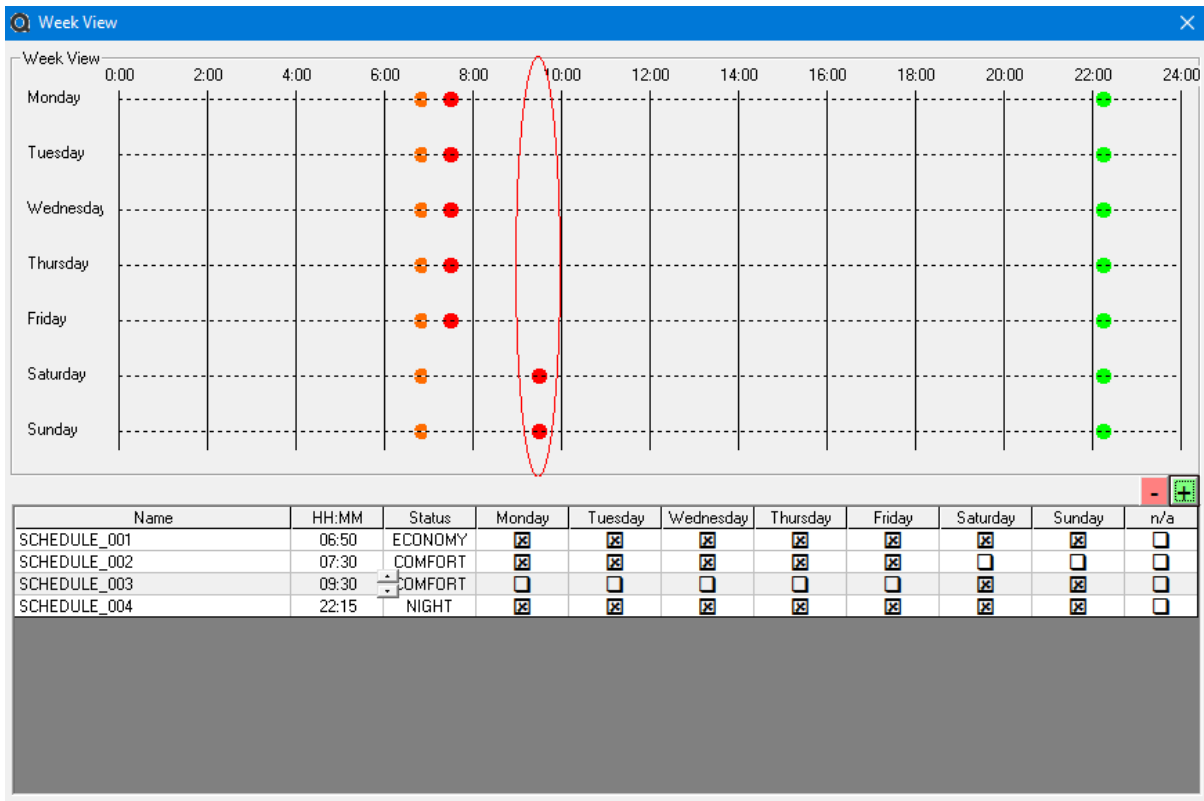 Week View
Week View
0:00 2:00 4:00 6:00 8:00 10:00 12:00 14:00 16:00 18:00 20:00 22:00 24:00
Monday
Tuesday
Wednesday
Thursday
Friday
Saturday
Sunday
- +
Name HH:MM Status Monday Tuesday Wednesday Thursday Friday Saturday Sunday n/a
SCHEDULE_001 06:50 ECONOMY
SCHEDULE_002 07:30 COMFORT
SCHEDULE_003 09:30 COMFORT
SCHEDULE_004 22:15 NIGHT